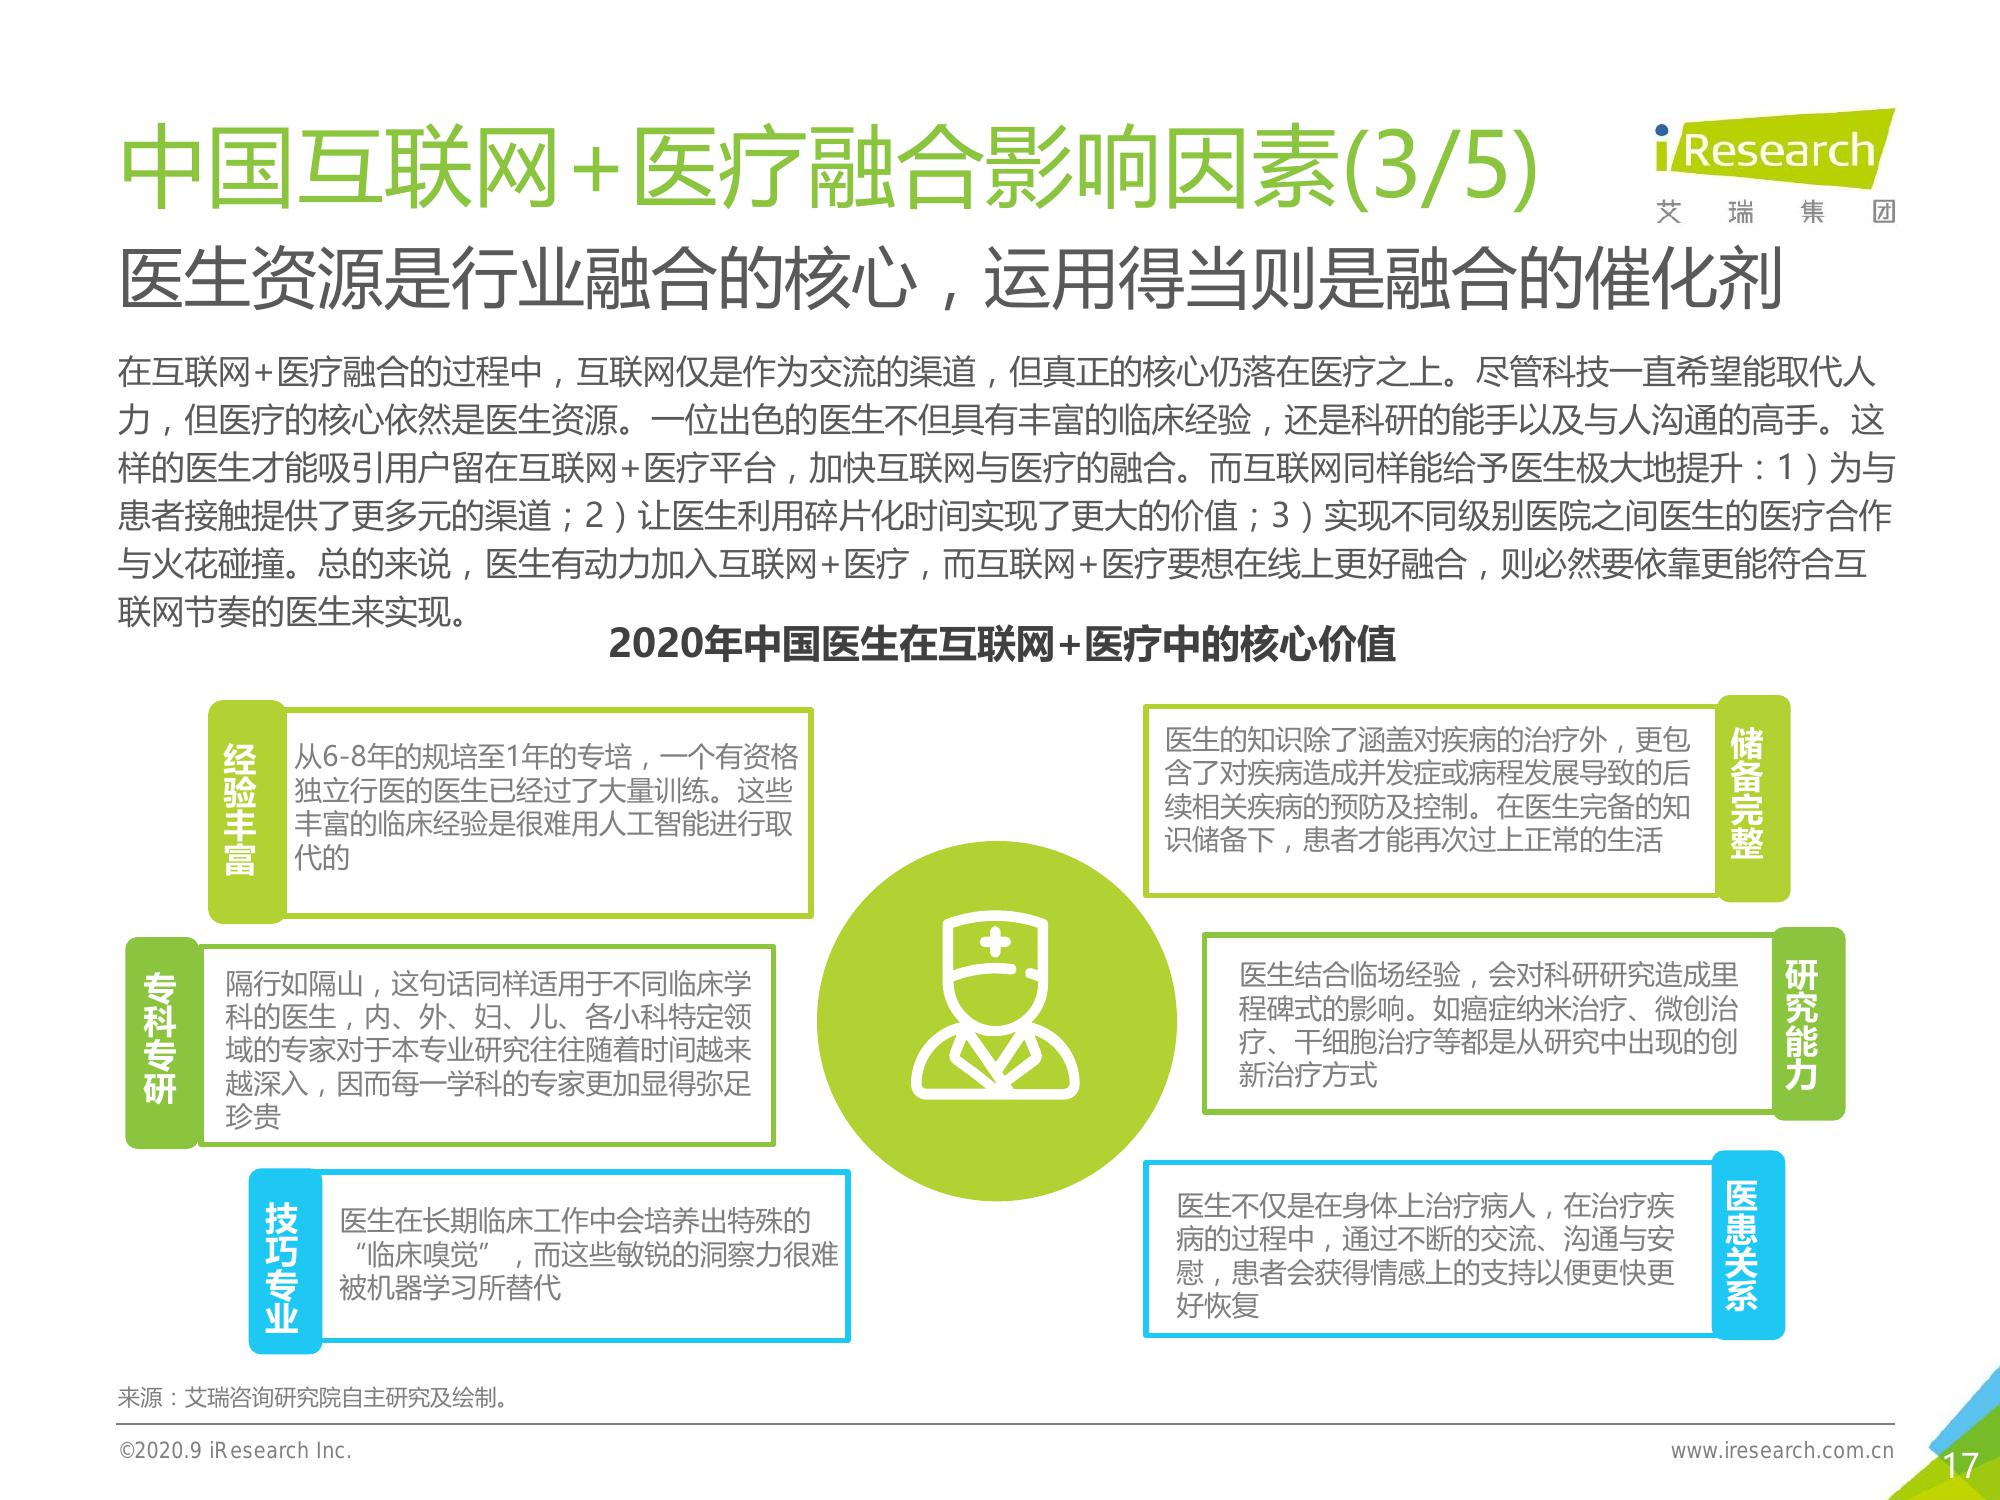 中国互联网+医疗融合影响因素(3/5)
iResearch
艾瑞集团
医生资源是行业融合的核心，运用得当则是融合的催化剂
在互联网+医疗融合的过程中，互联网仅是作为交流的渠道，但真正的核心仍落在医疗之上。尽管科技一直希望能取代人
力，但医疗的核心依然是医生资源。一位出色的医生不但具有丰富的临床经验，还是科研的能手以及与人沟通的高手。这
样的医生才能吸引用户留在互联网+医疗平台，加快互联网与医疗的融合。而互联网同样能给予医生极大地提升：1）为与
患者接触提供了更多元的渠道；2）让医生利用碎片化时间实现了更大的价值；3）实现不同级别医院之间医生的医疗合作
与火花碰撞。总的来说，医生有动力加入互联网+医疗，而互联网+医疗要想在线上更好融合，则必然要依靠更能符合互
联网节奏的医生来实现。
2020年中国医生在互联网+医疗中的核心价值
经验丰富
从6-8年的规培至1年的专培，一个有资格
独立行医的医生已经过了大量训练。这些
丰富的临床经验是很难用人工智能进行取
代的
医生的知识除了涵盖对疾病的治疗外，更包
含了对疾病造成并发症或病程发展导致的后
续相关疾病的预防及控制。在医生完备的知
识储备下，患者才能再次过上正常的生活
储备完整
专科专研
隔行如隔山，这句话同样适用于不同临床学
科的医生，内、外、妇、儿、各小科特定领
域的专家对于本专业研究往往随着时间越来
越深入，因而每一学科的专家更加显得弥足
珍贵
医生结合临场经验，会对科研研究造成里
程碑式的影响。如癌症纳米治疗、微创治
疗、干细胞治疗等都是从研究中出现的创
新治疗方式
研究能力
技巧专业
医生在长期临床工作中会培养出特殊的
“临床嗅觉”，而这些敏锐的洞察力很难
被机器学习所替代
医生不仅是在身体上治疗病人，在治疗疾
病的过程中，通过不断的交流、沟通与安
慰，患者会获得情感上的支持以便更快更
好恢复
医患关系
来源：艾瑞咨询研究院自主研究及绘制。
©2020.9 iResearch Inc.
www.iresearch.com.cn
17